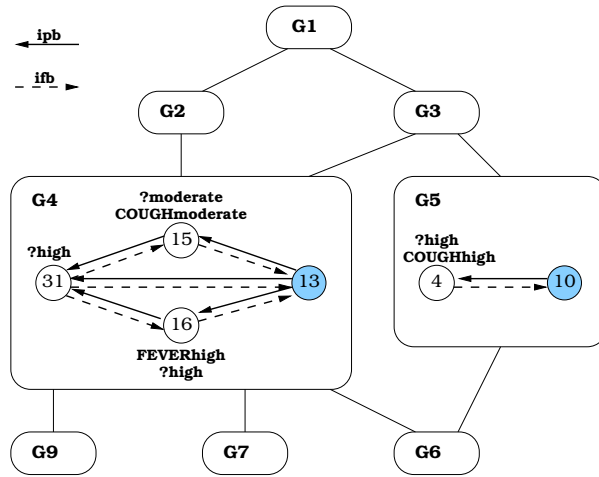 G1
ipb
ifb
G2
G3
G4
?moderate
COUGHmoderate
15
?high
31
13
16
FEVERhigh
?high
G5
?high
COUGHhigh
4
10
G9
G7
G6